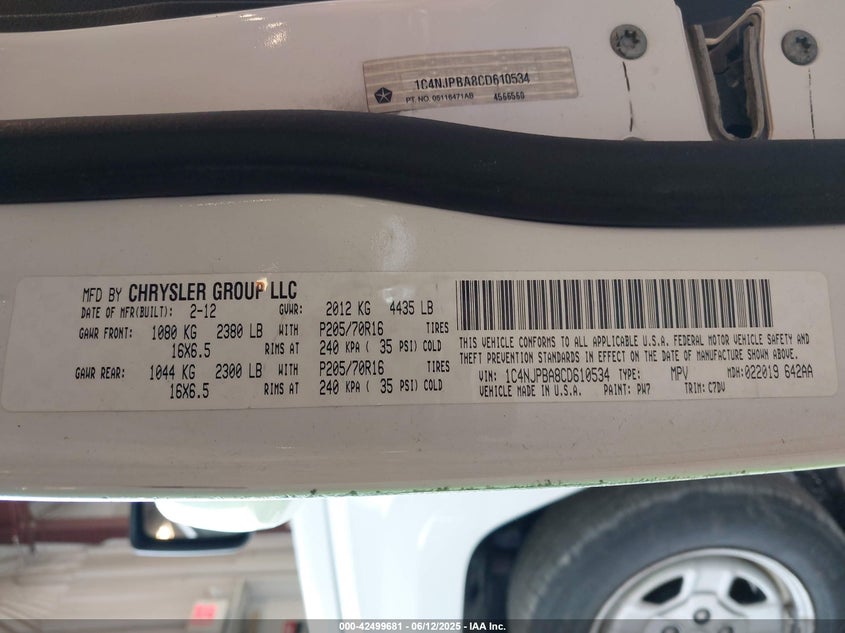 1C4NJPBA8CD610534
PT. NO. 05116471AB 4566560
MFD BY CHRYSLER GROUP LLC
DATE OF MFR(BUILT): 2-12 GVWR: 2012 KG 4435 LB
GAWR FRONT: 1080 KG 2380 LB WITH P205/70R16 TIRES
16X6.5 RIMS AT 240 KPA ( 35 PSI) COLD
GAWR REAR: 1044 KG 2300 LB WITH P205/70R16 TIRES
16X6.5 RIMS AT 240 KPA ( 35 PSI) COLD
THIS VEHICLE CONFORMS TO ALL APPLICABLE U.S.A. FEDERAL MOTOR VEHICLE SAFETY AND
THEFT PREVENTION STANDARDS IN EFFECT ON THE DATE OF MANUFACTURE SHOWN ABOVE.
VIN: 1C4NJPBA8CD610534 TYPE: MPV MDH:022019 642AA
VEHICLE MADE IN U.S.A. PAINT: PW7 TRIM: C7DV
000-42499681 - 06/12/2025 - IAA Inc.